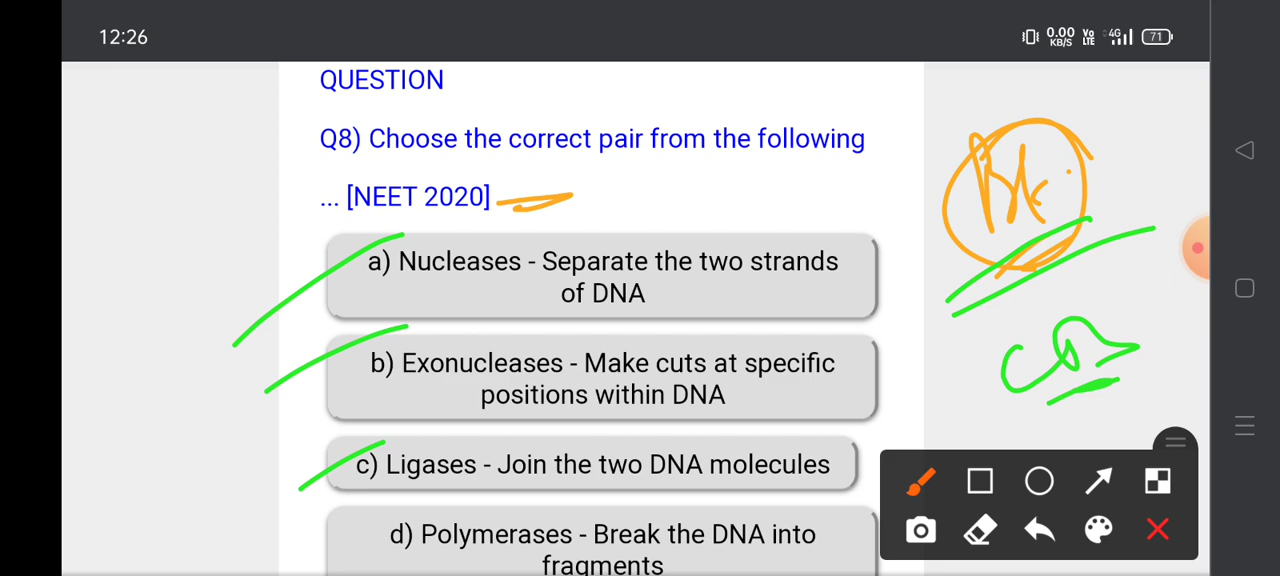 12:26
0.00 KB/S Vo LTE 4G 71
QUESTION
Q8) Choose the correct pair from the following
... [NEET 2020]
a) Nucleases - Separate the two strands
of DNA
b) Exonucleases - Make cuts at specific
positions within DNA
c) Ligases - Join the two DNA molecules
d) Polymerases - Break the DNA into
fragments